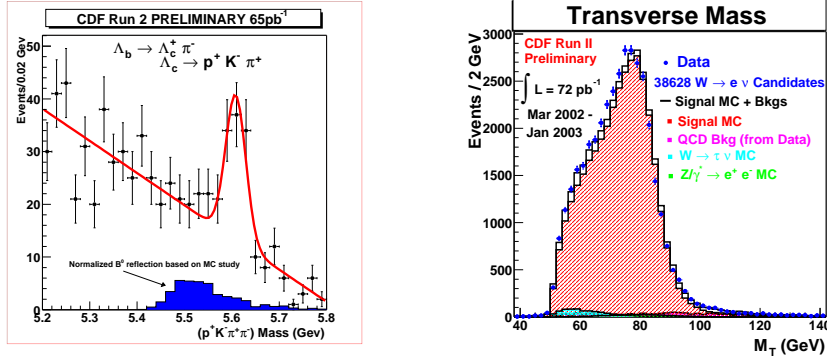 CDF Run 2 PRELIMINARY 65pb⁻¹
Events/0.02 GeV
50
40
30
20
10
0
Λb → Λc⁺ π⁻
Λc → p⁺ K⁻ π⁺
Normalized B⁰ reflection based on MC study
5.2 5.3 5.4 5.5 5.6 5.7 5.8
(p⁺K⁻π⁺π⁻) Mass (Gev)
Transverse Mass
Events / 2 GeV
3000
2500
2000
1500
1000
500
0
CDF Run II
Preliminary
∫ L = 72 pb⁻¹
Mar 2002 -
Jan 2003
Data
38628 W → e ν Candidates
Signal MC + Bkgs
Signal MC
QCD Bkg (from Data)
W → τ ν MC
Z/γ* → e⁺ e⁻ MC
40 60 80 100 120 140
M_T (GeV)